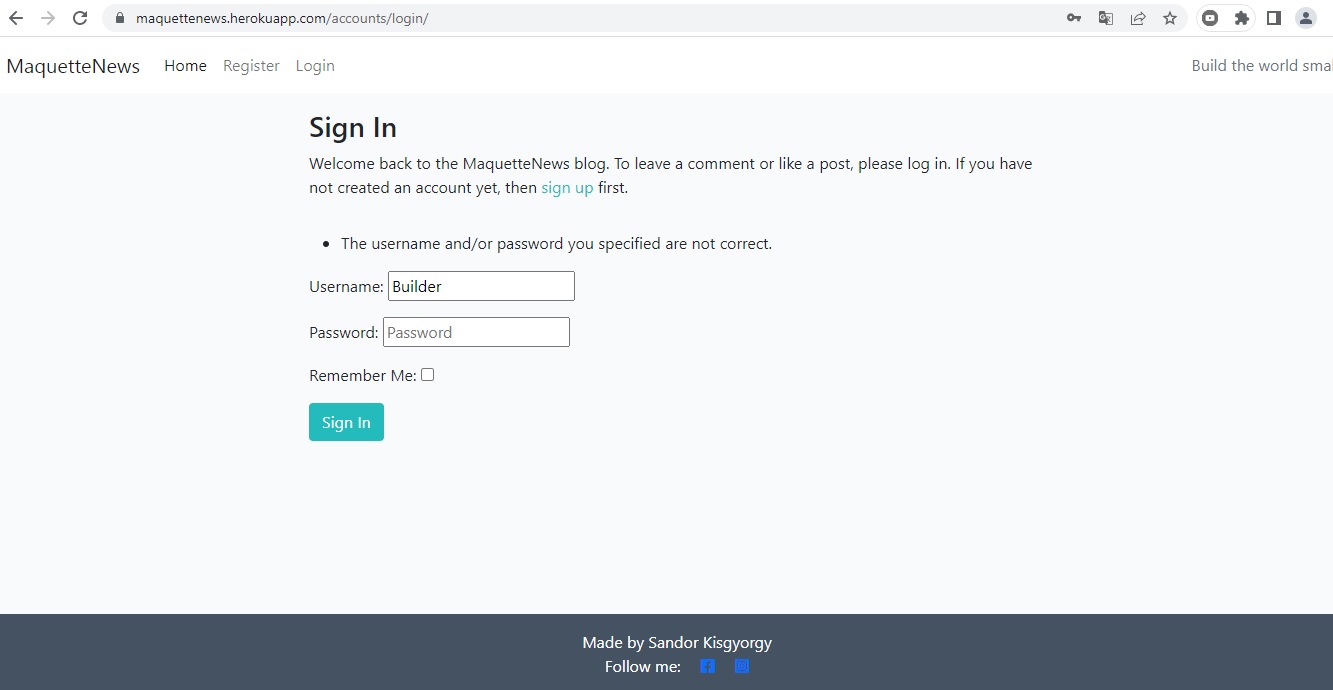 maquettenews.herokuapp.com/accounts/login/
MaquetteNews Home Register Login Build the world smal
Sign In
Welcome back to the MaquetteNews blog. To leave a comment or like a post, please log in. If you have
not created an account yet, then sign up first.
The username and/or password you specified are not correct.
Username: Builder
Password: Password
Remember Me:
Sign In
Made by Sandor Kisgyorgy
Follow me: